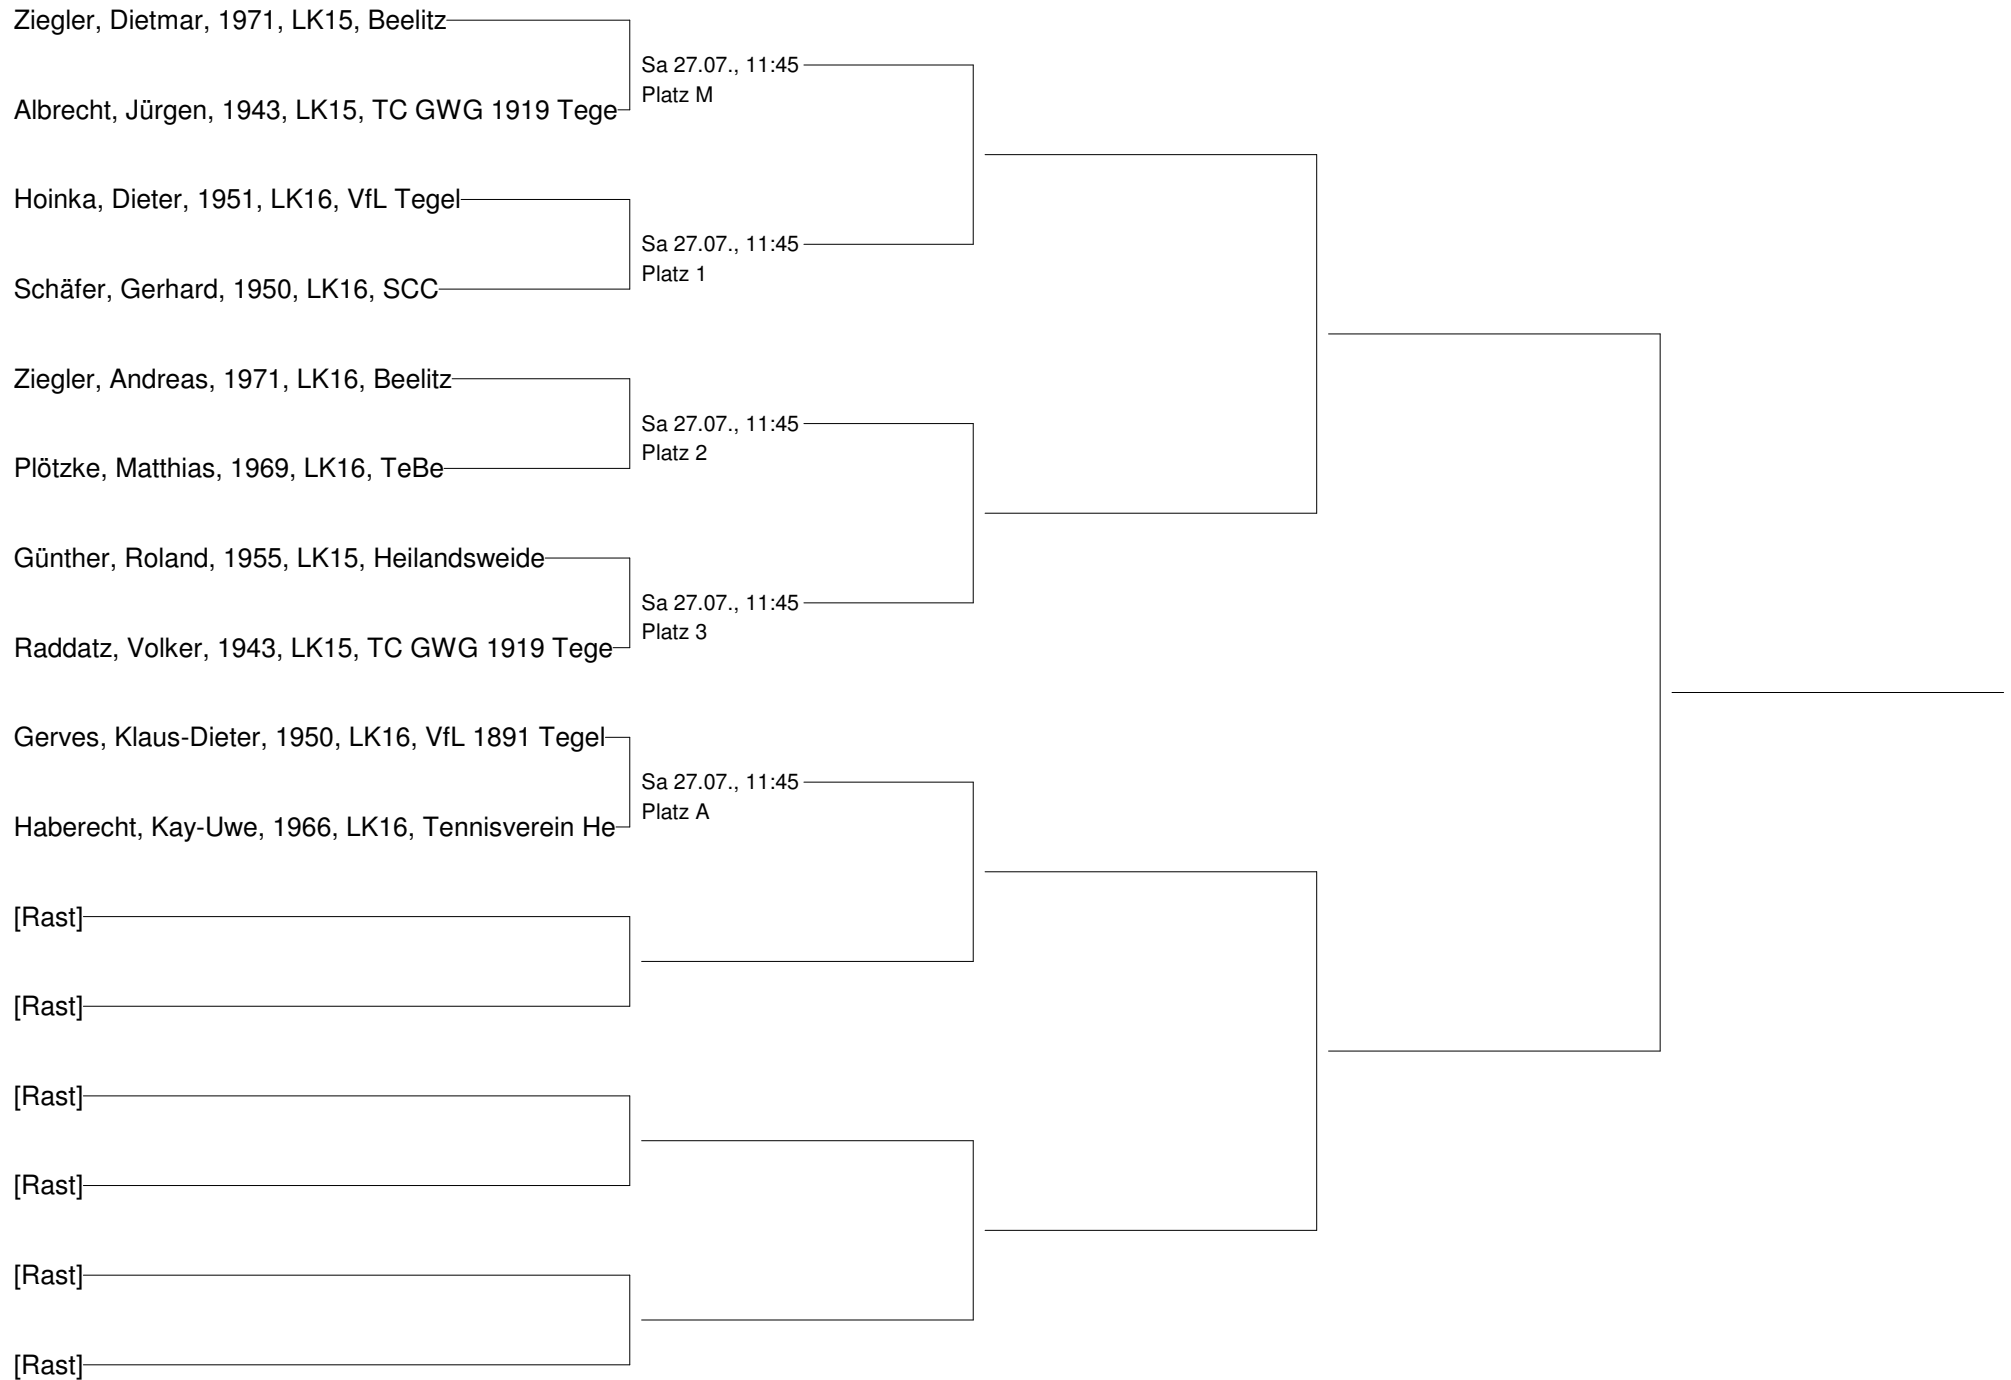 Ziegler, Dietmar, 1971, LK15, Beelitz
Sa 27.07., 11:45
Platz M
Albrecht, Jürgen, 1943, LK15, TC GWG 1919 Tege
Hoinka, Dieter, 1951, LK16, VfL Tegel
Sa 27.07., 11:45
Platz 1
Schäfer, Gerhard, 1950, LK16, SCC
Ziegler, Andreas, 1971, LK16, Beelitz
Sa 27.07., 11:45
Platz 2
Plötzke, Matthias, 1969, LK16, TeBe
Günther, Roland, 1955, LK15, Heilandsweide
Sa 27.07., 11:45
Platz 3
Raddatz, Volker, 1943, LK15, TC GWG 1919 Tege
Gerves, Klaus-Dieter, 1950, LK16, VfL 1891 Tegel
Sa 27.07., 11:45
Platz A
Haberecht, Kay-Uwe, 1966, LK16, Tennisverein He
[Rast]
[Rast]
[Rast]
[Rast]
[Rast]
[Rast]